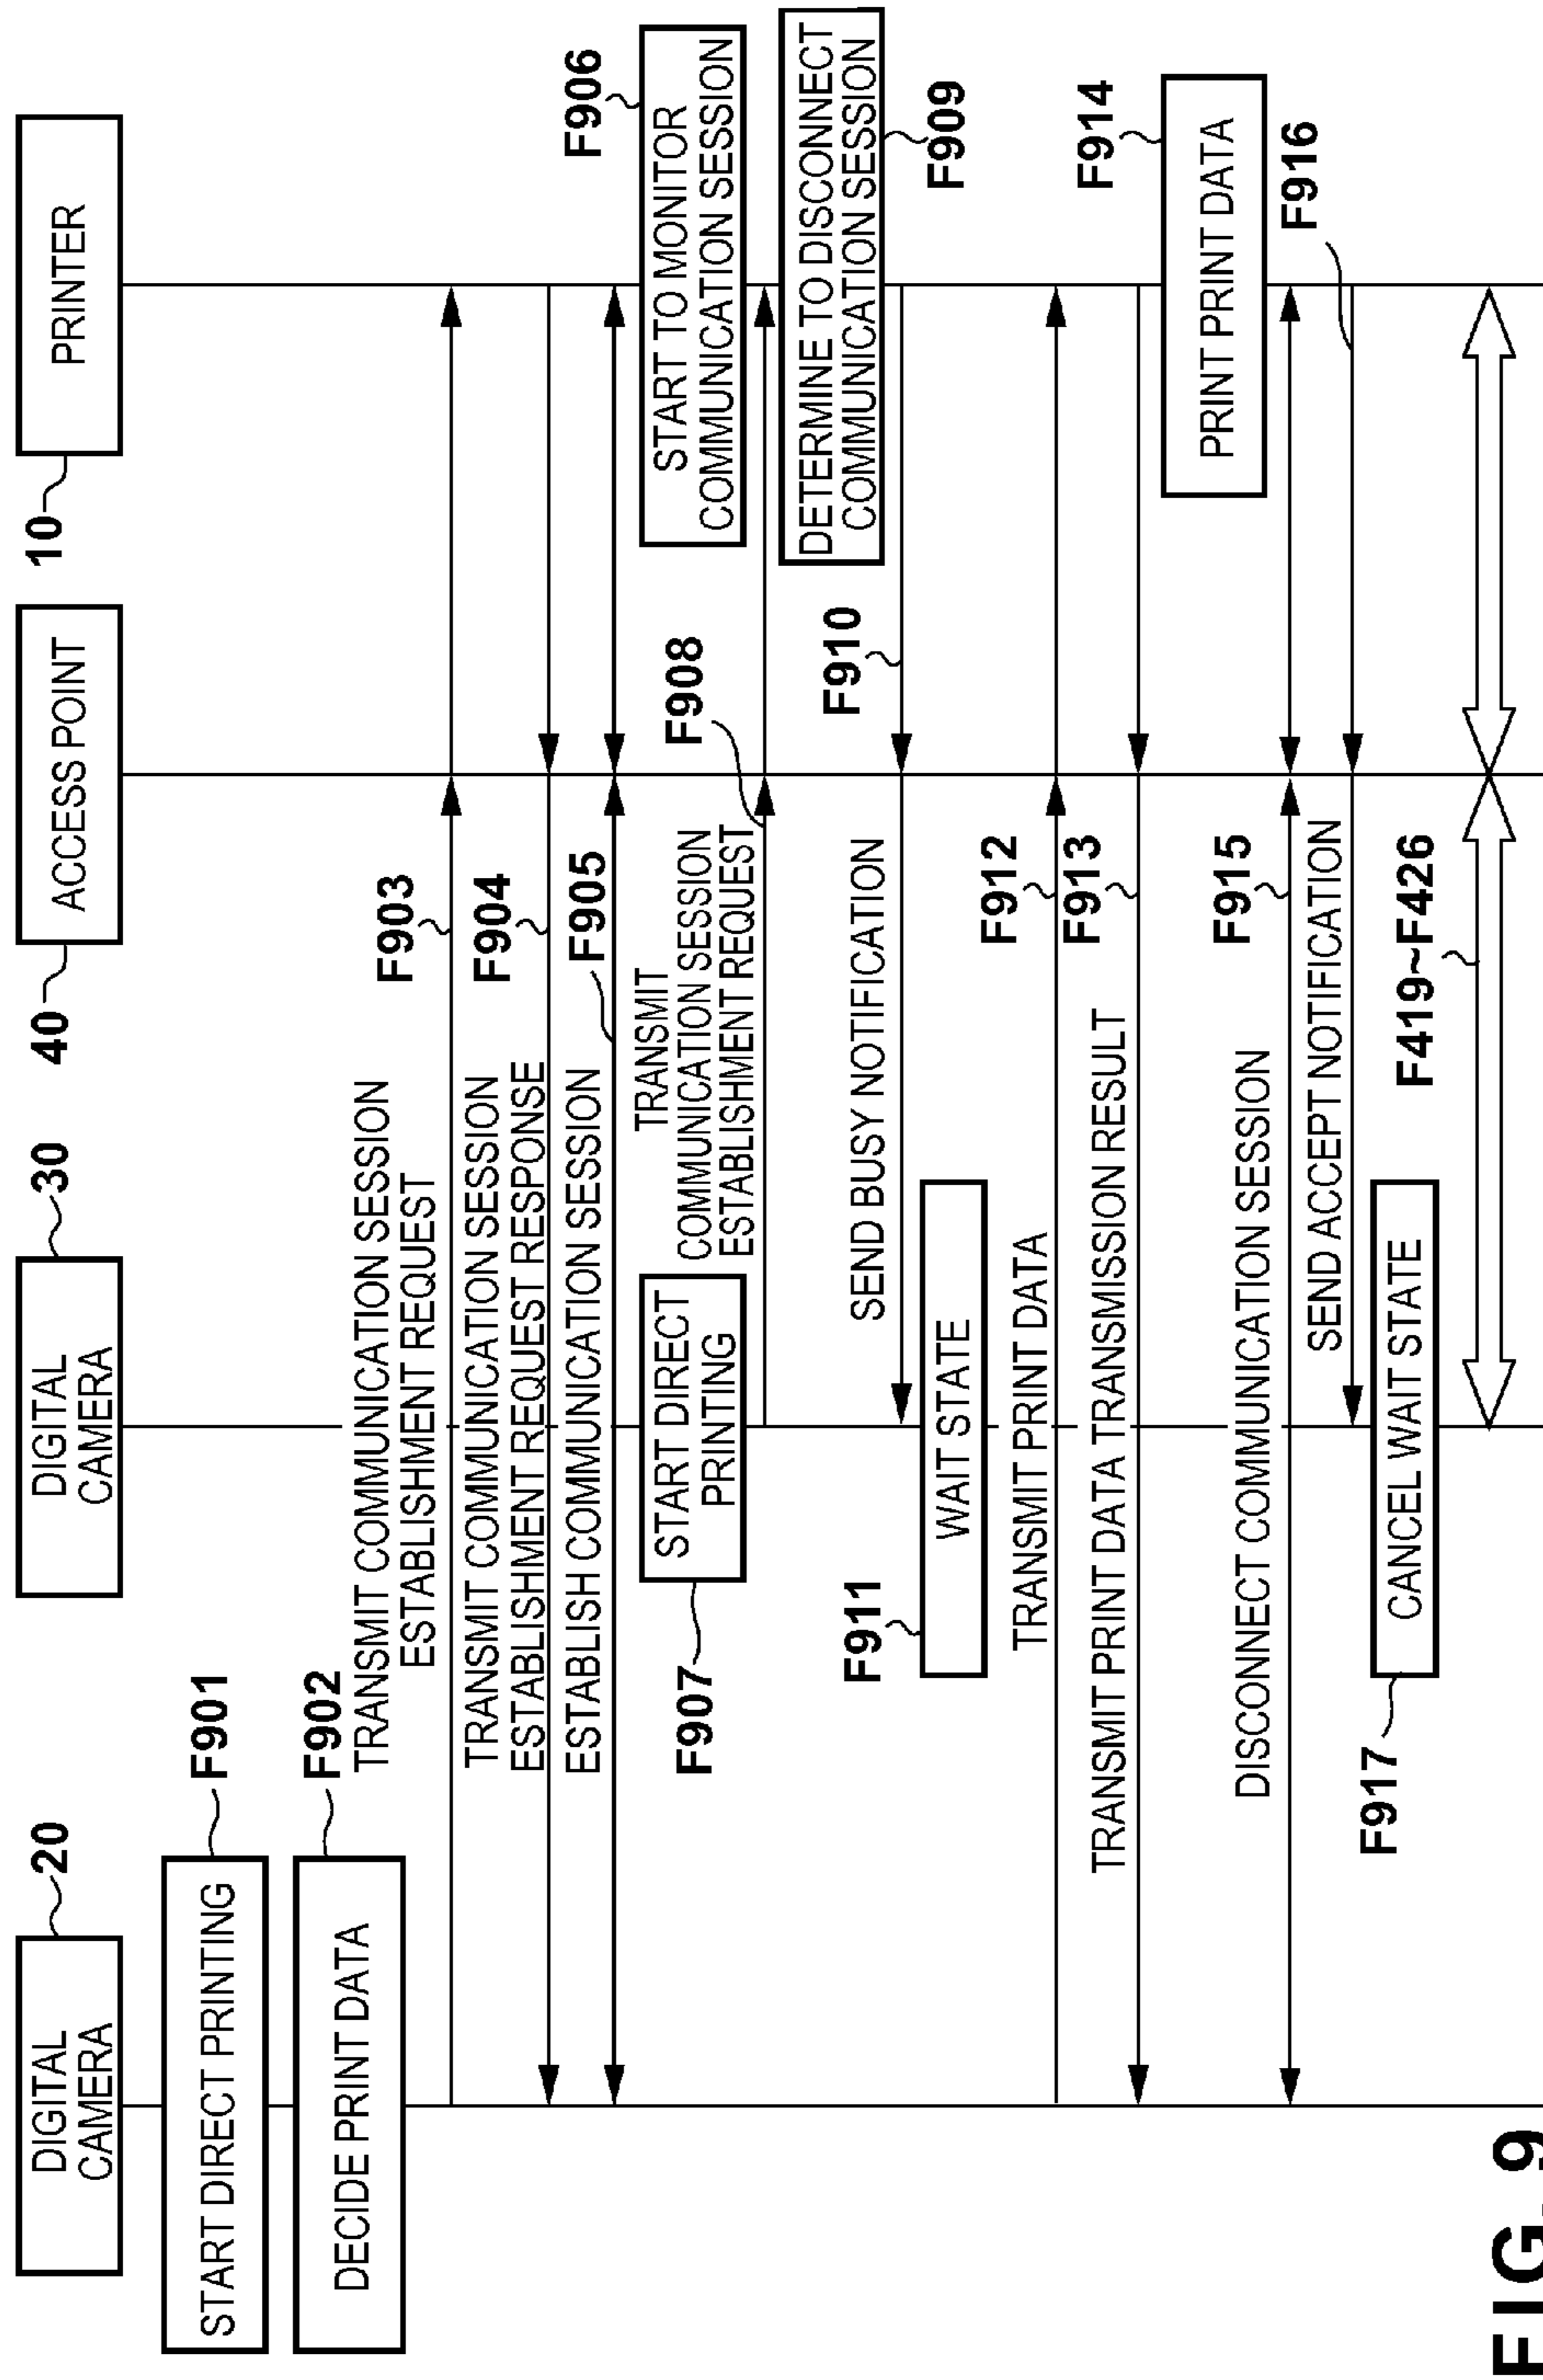 DIGITAL
CAMERA
20
DIGITAL
CAMERA
30
ACCESS POINT
40
PRINTER
10
START DIRECT PRINTING
F901
DECIDE PRINT DATA
F902
TRANSMIT COMMUNICATION SESSION
ESTABLISHMENT REQUEST
F903
TRANSMIT COMMUNICATION SESSION
ESTABLISHMENT REQUEST RESPONSE
F904
ESTABLISH COMMUNICATION SESSION
F905
START TO MONITOR
COMMUNICATION SESSION
F906
START DIRECT
PRINTING
F907
TRANSMIT
COMMUNICATION SESSION
ESTABLISHMENT REQUEST
F908
DETERMINE TO DISCONNECT
COMMUNICATION SESSION
F909
SEND BUSY NOTIFICATION
F910
WAIT STATE
F911
TRANSMIT PRINT DATA
F912
TRANSMIT PRINT DATA TRANSMISSION RESULT
F913
PRINT PRINT DATA
F914
DISCONNECT COMMUNICATION SESSION
F915
SEND ACCEPT NOTIFICATION
F916
CANCEL WAIT STATE
F917
F419~F426
FIG. 9